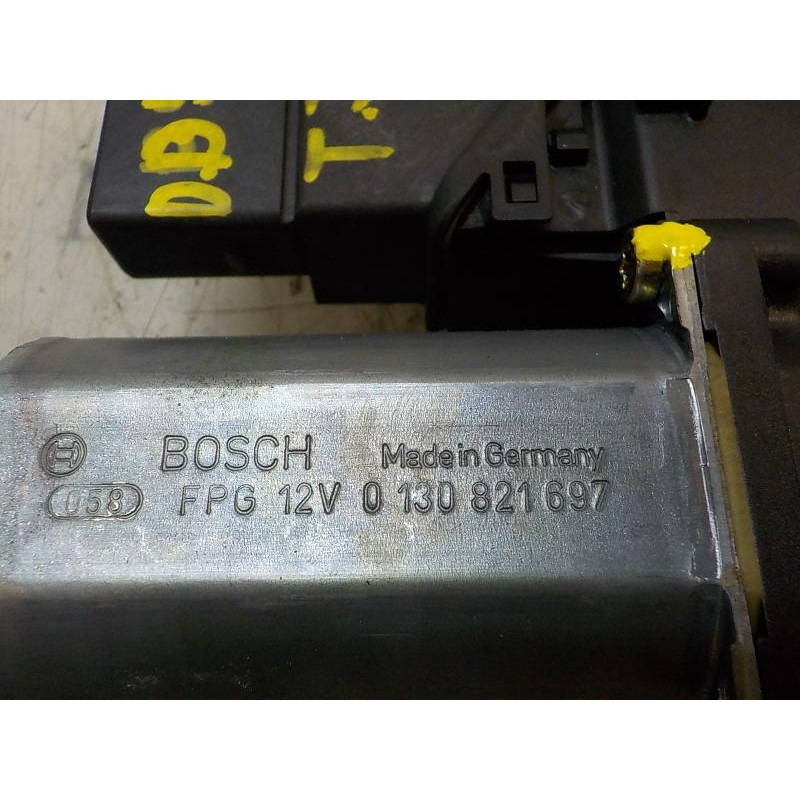 BOSCH Made in Germany
058 FPG 12V 0 130 821 697